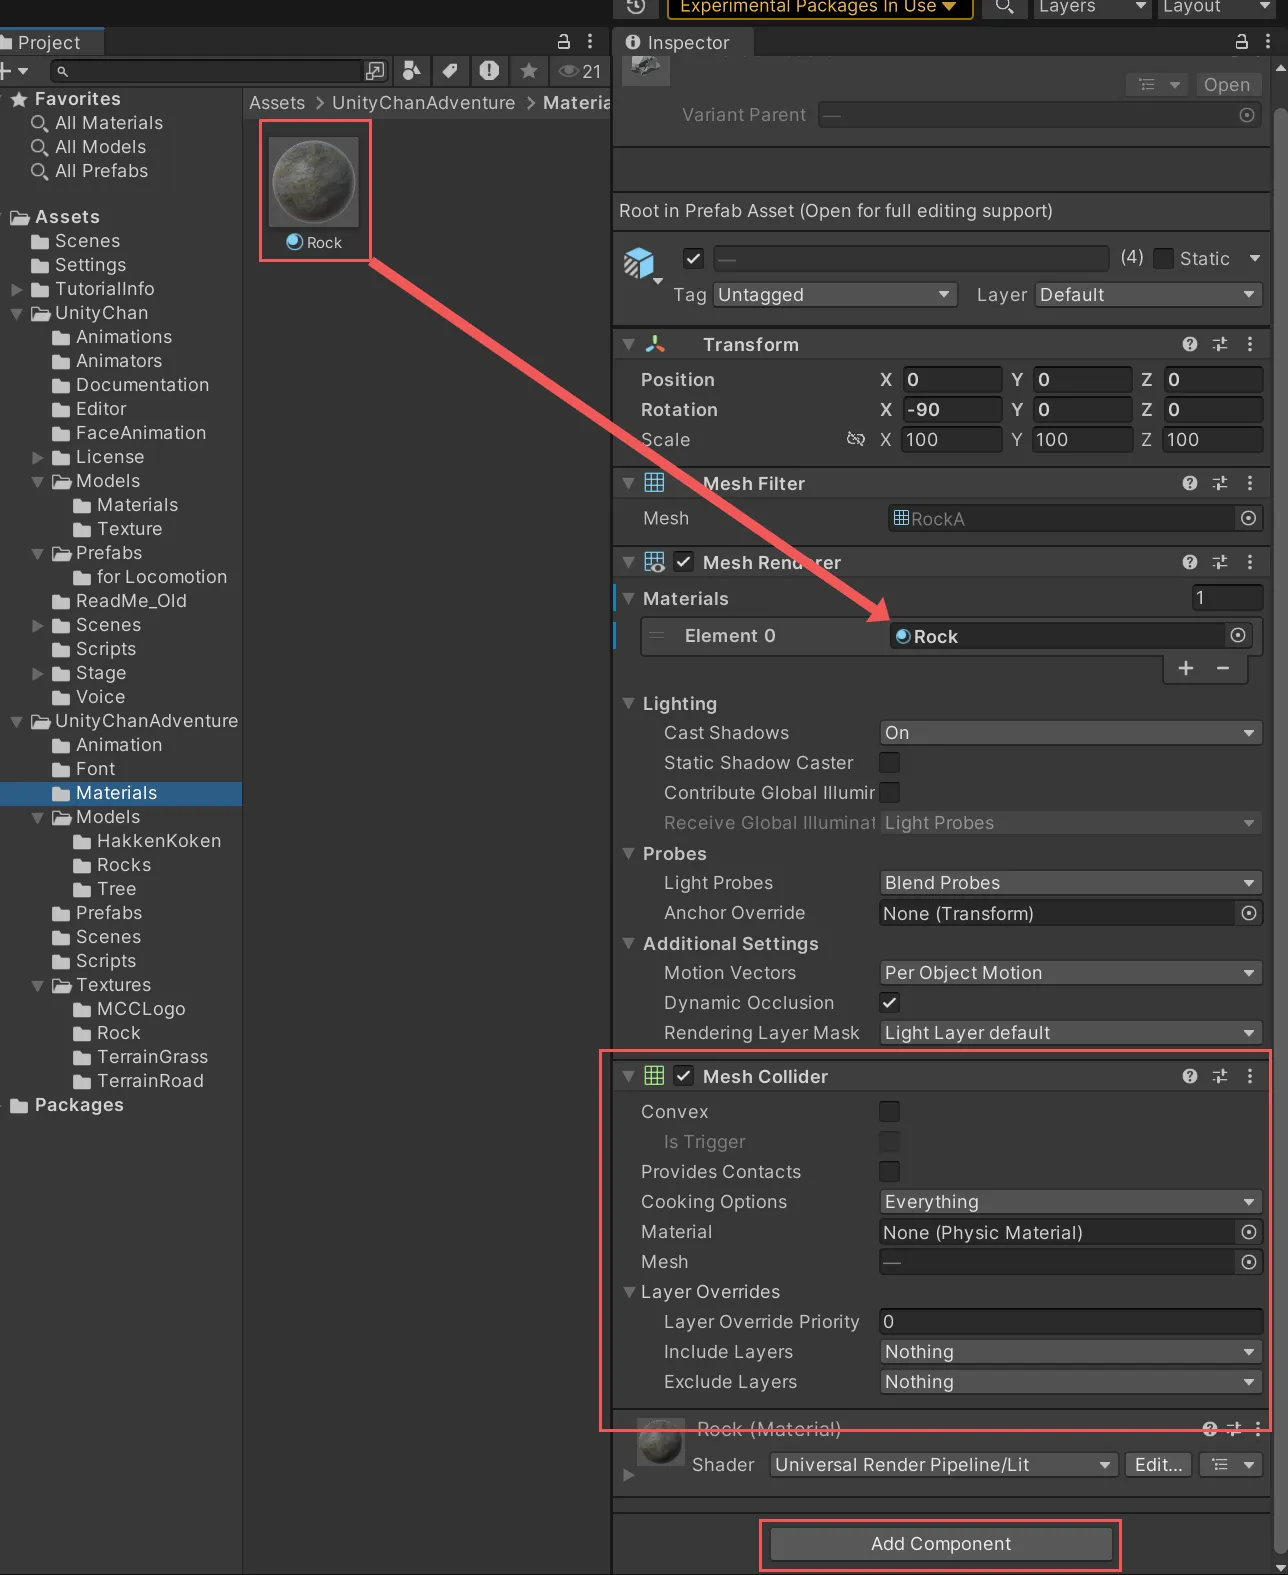 Experimental Packages In Use
Layers
Layout
Project
Inspector
21
Favorites
All Materials
All Models
All Prefabs
Assets
Scenes
Settings
TutorialInfo
UnityChan
Animations
Animators
Documentation
Editor
FaceAnimation
License
Models
Materials
Texture
Prefabs
for Locomotion
ReadMe_Old
Scenes
Scripts
Stage
Voice
UnityChanAdventure
Animation
Font
Materials
Models
HakkenKoken
Rocks
Tree
Prefabs
Scenes
Scripts
Textures
MCCLogo
Rock
TerrainGrass
TerrainRoad
Packages
Assets > UnityChanAdventure > Materia
Rock
Open
Variant Parent —
Root in Prefab Asset (Open for full editing support)
— (4) Static
Tag Untagged Layer Default
Transform
Position X 0 Y 0 Z 0
Rotation X -90 Y 0 Z 0
Scale X 100 Y 100 Z 100
Mesh Filter
Mesh RockA
Mesh Renderer
Materials 1
Element 0 Rock
Lighting
Cast Shadows On
Static Shadow Caster
Contribute Global Illumir
Receive Global Illuminat Light Probes
Probes
Light Probes Blend Probes
Anchor Override None (Transform)
Additional Settings
Motion Vectors Per Object Motion
Dynamic Occlusion
Rendering Layer Mask Light Layer default
Mesh Collider
Convex
Is Trigger
Provides Contacts
Cooking Options Everything
Material None (Physic Material)
Mesh —
Layer Overrides
Layer Override Priority 0
Include Layers Nothing
Exclude Layers Nothing
Rock (Material)
Shader Universal Render Pipeline/Lit Edit...
Add Component